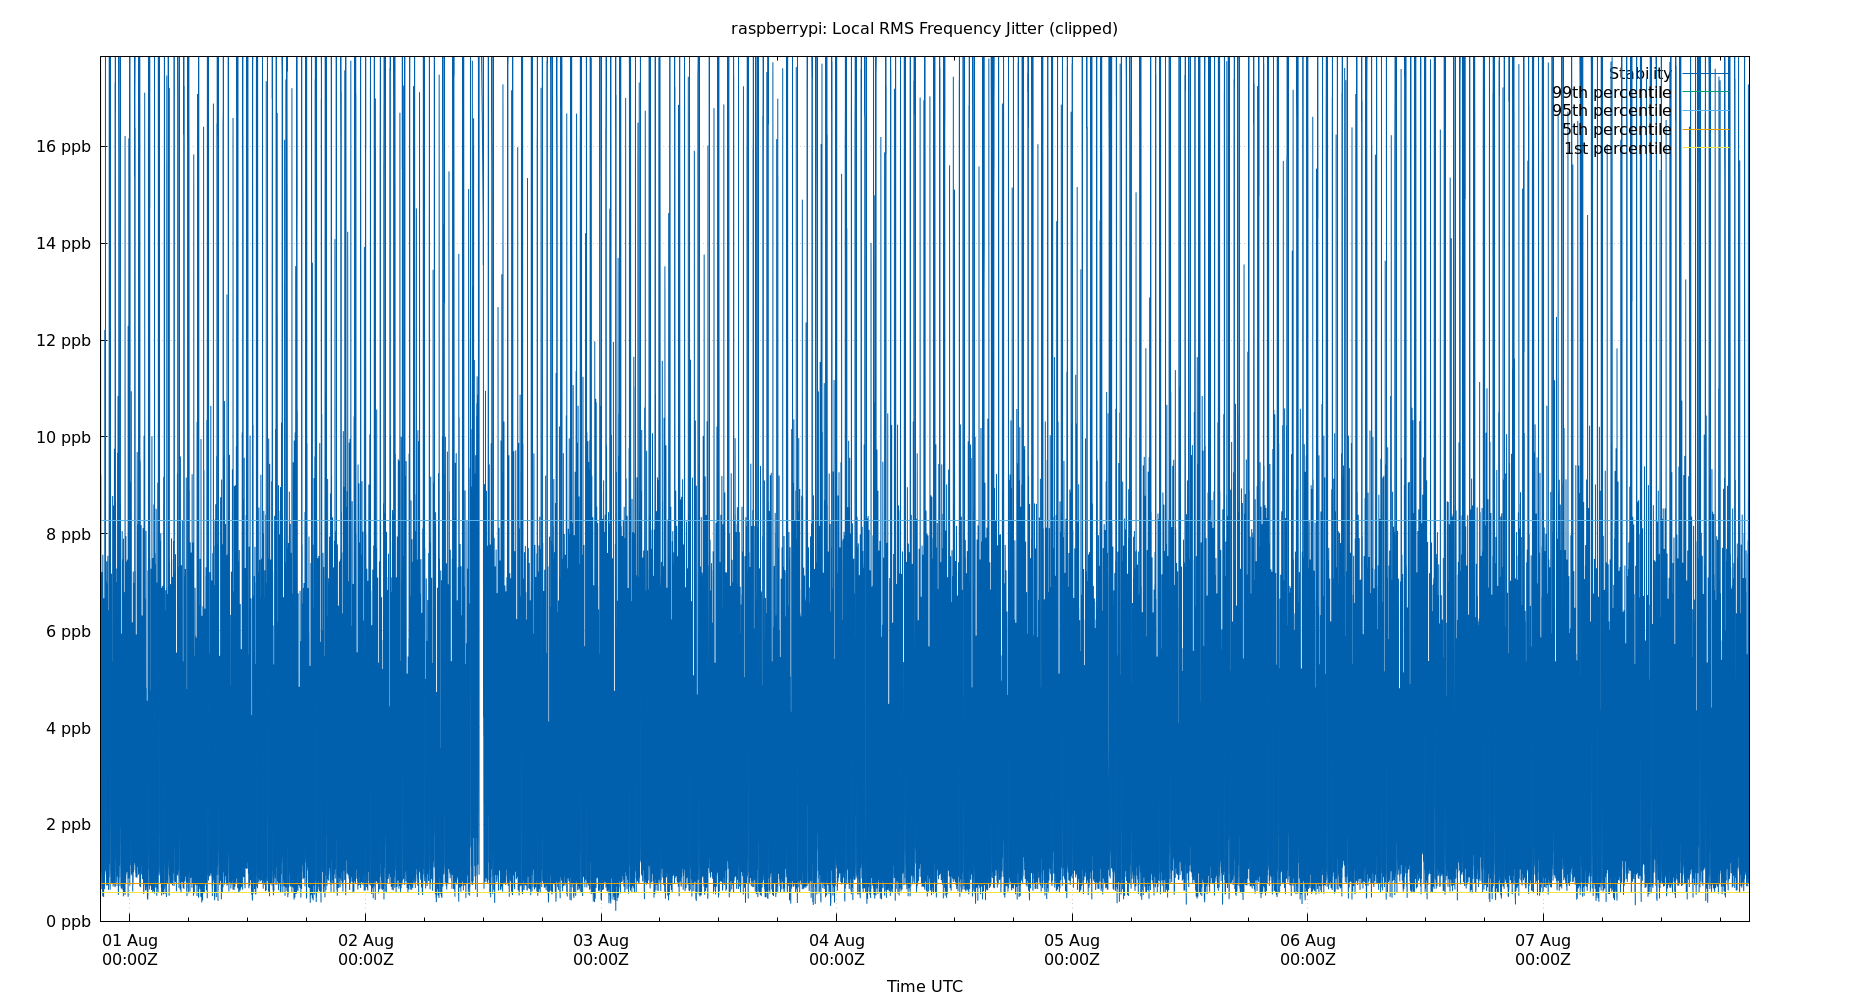 raspberrypi: Local RMS Frequency Jitter (clipped)
Stability
99th percentile
95th percentile
5th percentile
1st percentile
16 ppb
14 ppb
12 ppb
10 ppb
8 ppb
6 ppb
4 ppb
2 ppb
0 ppb
01 Aug 02 Aug 03 Aug 04 Aug 05 Aug 06 Aug 07 Aug
00:00Z 00:00Z 00:00Z 00:00Z 00:00Z 00:00Z 00:00Z
Time UTC